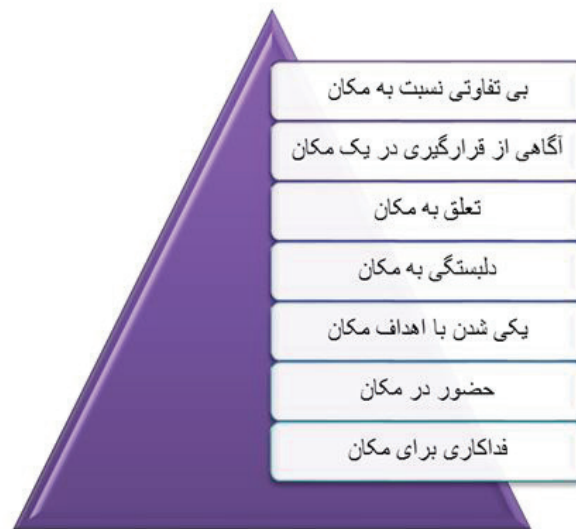 بی تفاوتی نسبت به مکان
آگاهی از قرارگیری در یک مکان
تعلق به مکان
دلبستگی به مکان
یکی شدن با اهداف مکان
حضور در مکان
فداکاری برای مکان